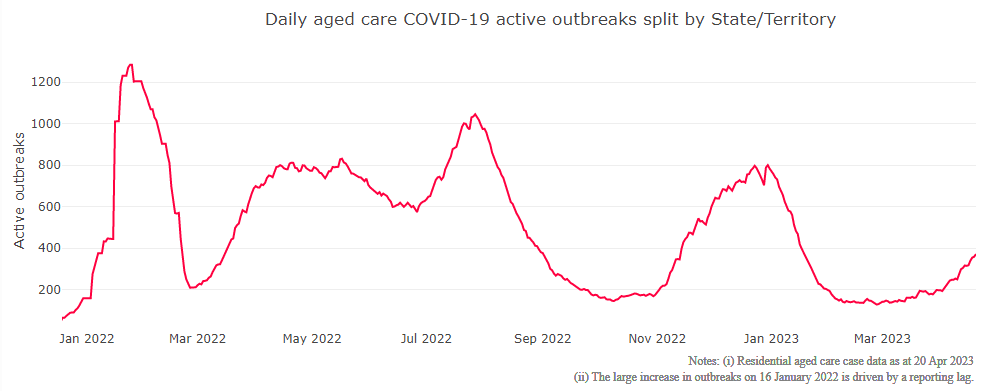 Daily aged care COVID-19 active outbreaks split by State/Territory
Active outbreaks
1200
1000
800
600
400
200
Jan 2022 Mar 2022 May 2022 Jul 2022 Sep 2022 Nov 2022 Jan 2023 Mar 2023
Notes: (i) Residential aged care case data as at 20 Apr 2023
(ii) The large increase in outbreaks on 16 January 2022 is driven by a reporting lag.